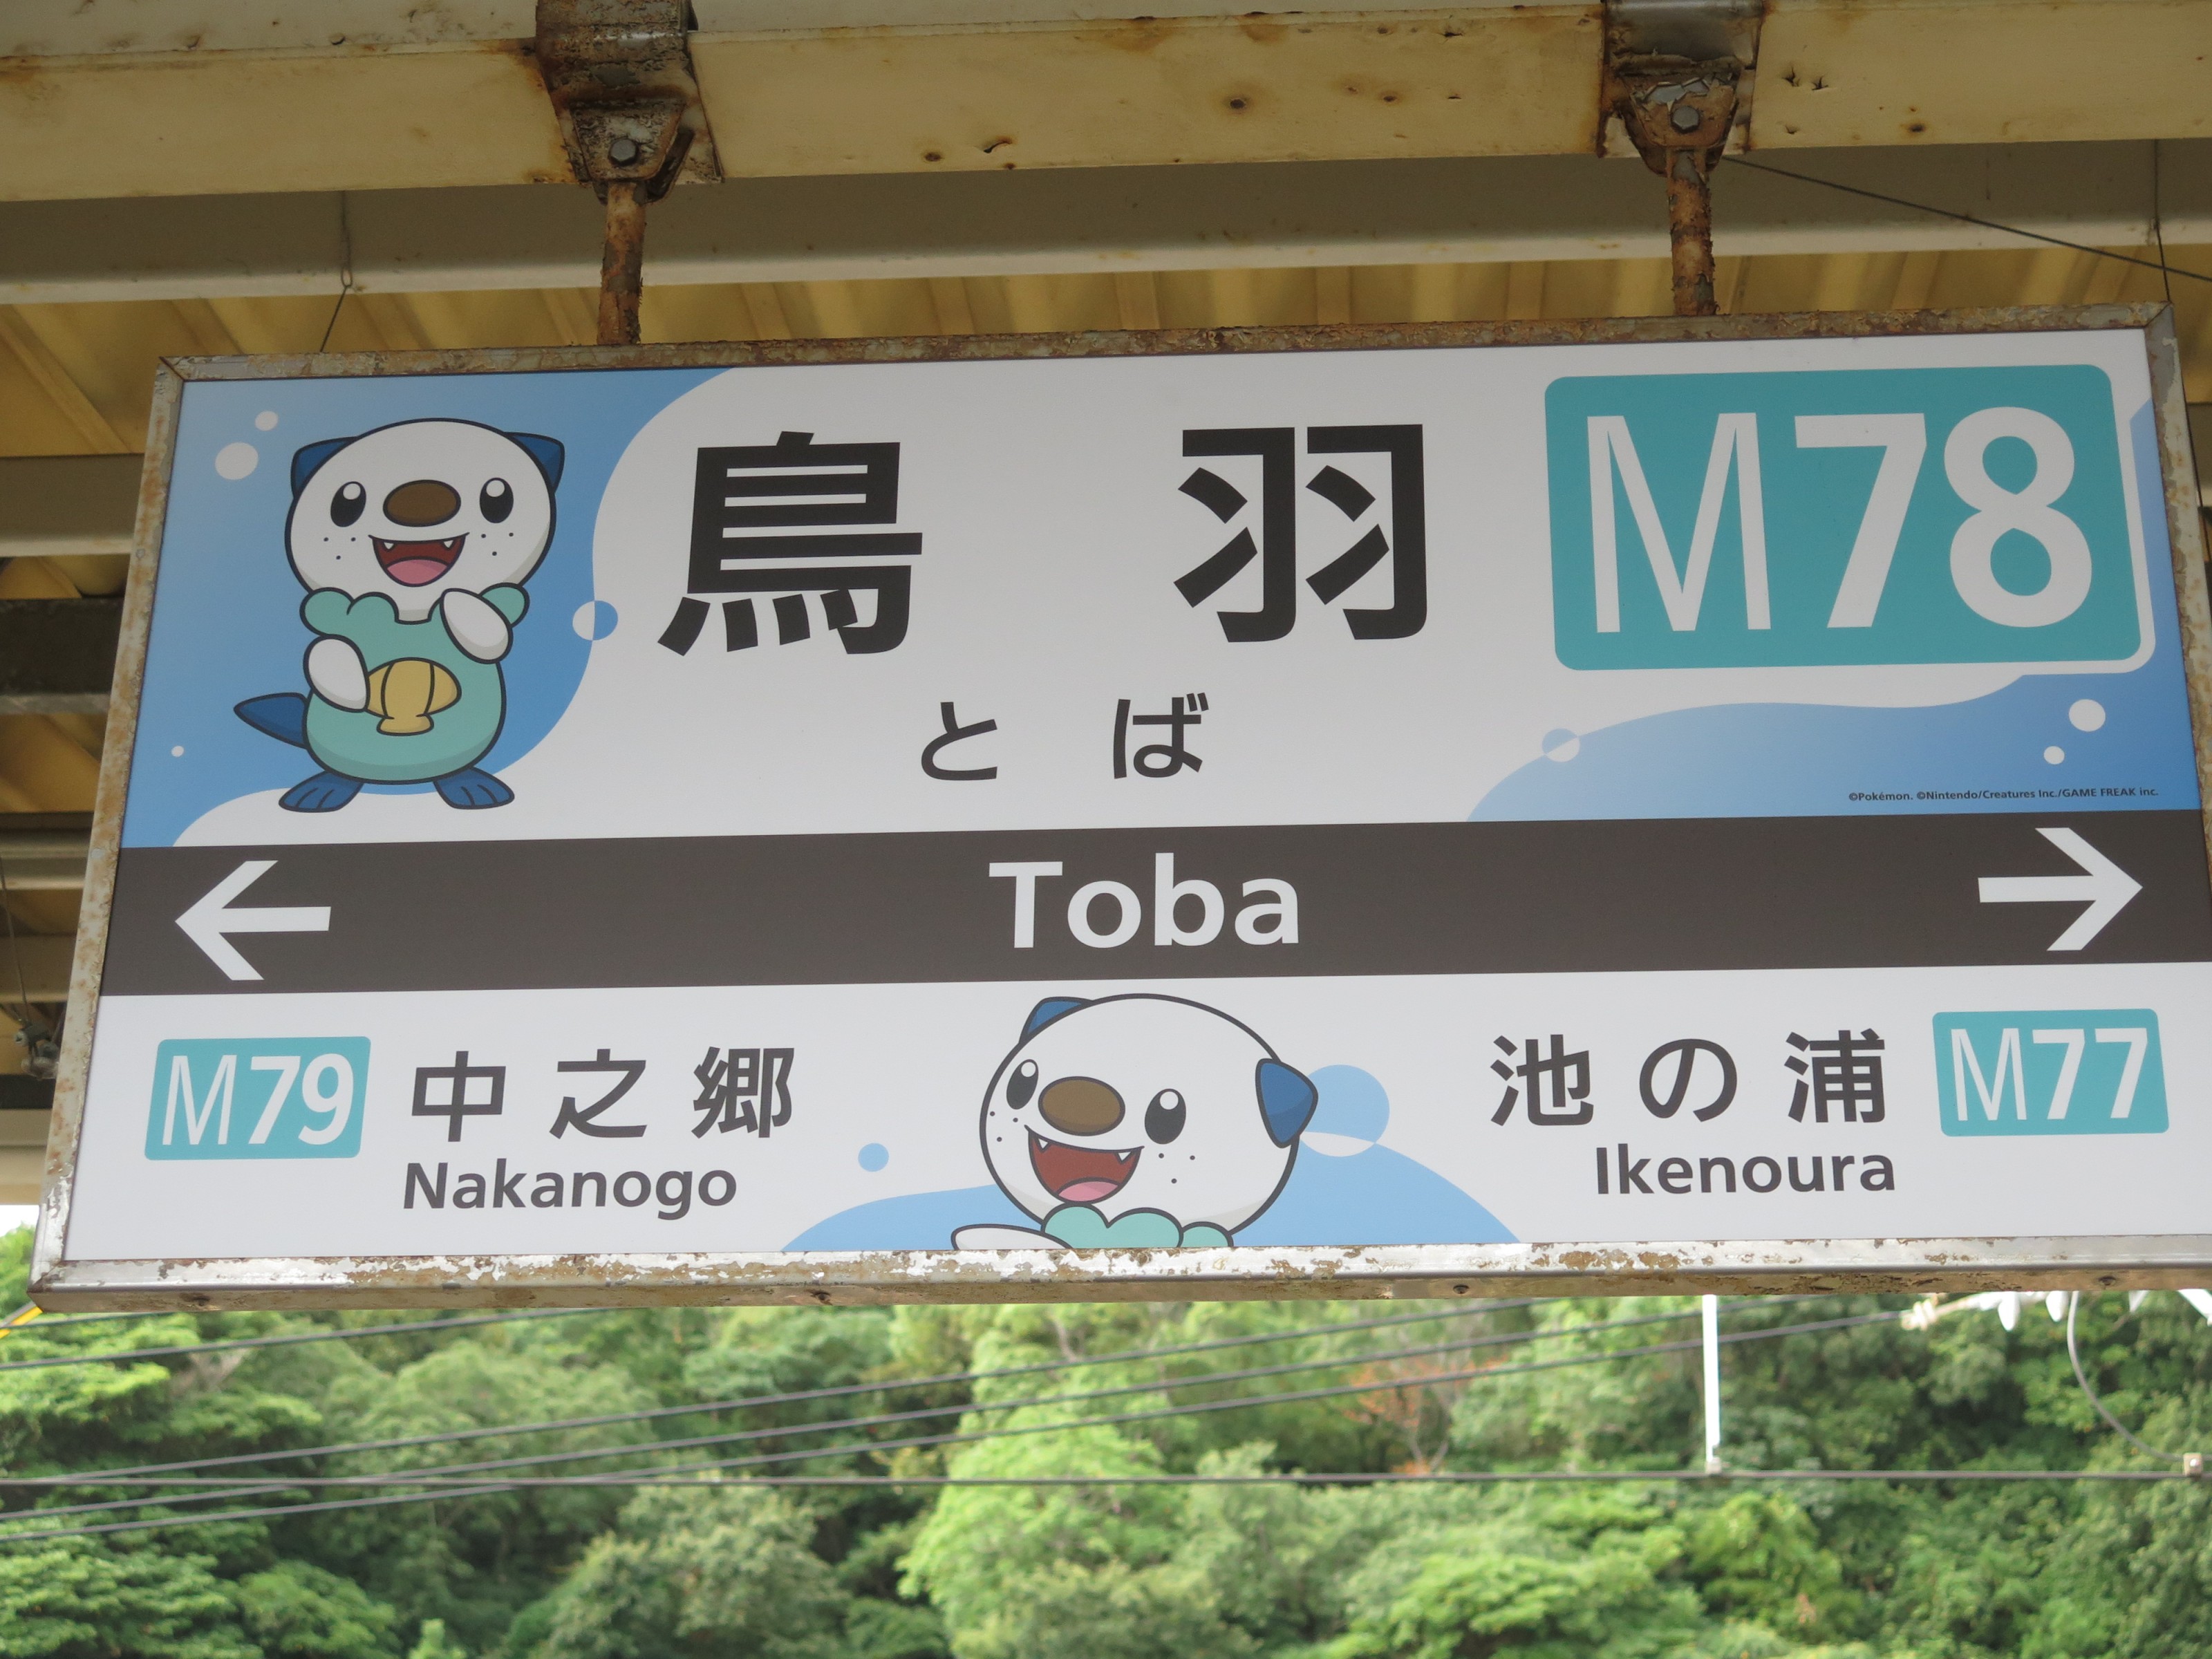 鳥羽 M78
とば
©Pokémon. ©Nintendo/Creatures Inc./GAME FREAK inc.
← Toba →
M79 中之郷
Nakanogo
池の浦 M77
Ikenoura